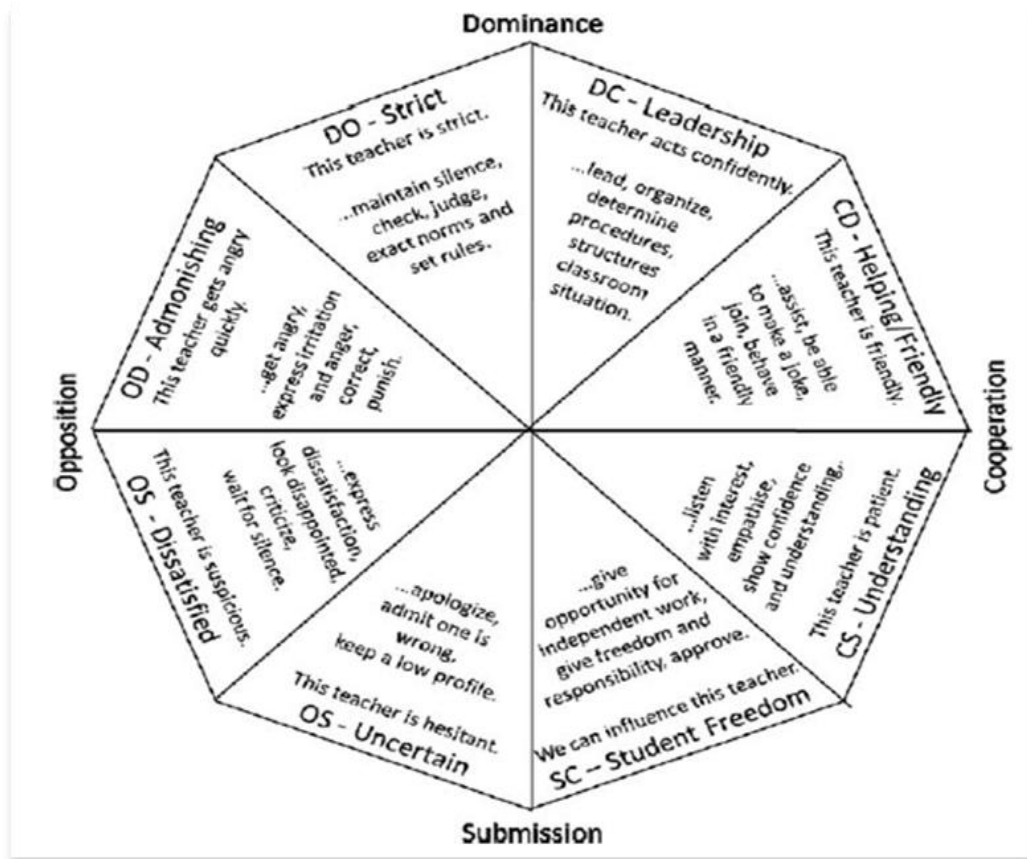 Dominance
DO - Strict
This teacher is strict.
...maintain silence,
check, judge,
exact norms and
set rules.
DC - Leadership
This teacher acts confidently.
...lead, organize,
determine
procedures,
structures
classroom
situation.
CD - Helping/Friendly
This teacher is friendly.
...assist, be able
to make a joke,
join, behave
in a friendly
manner.
OD - Admonishing
This teacher gets angry
quickly.
...get angry,
express irritation
and anger,
correct,
punish.
Opposition
Cooperation
OS - Dissatisfied
This teacher is suspicious.
...express
dissatisfaction,
look disappointed,
criticize,
wait for silence.
...listen
with interest,
empathise,
show confidence
and understanding,.
This teacher is patient.
CS - Understanding
...apologize,
admit one is
wrong,
keep a low profile.
This teacher is hesitant.
OS - Uncertain
...give
opportunity for
independent work,
give freedom and
responsibility, approve.
We can influence this teacher.
SC -- Student Freedom
Submission